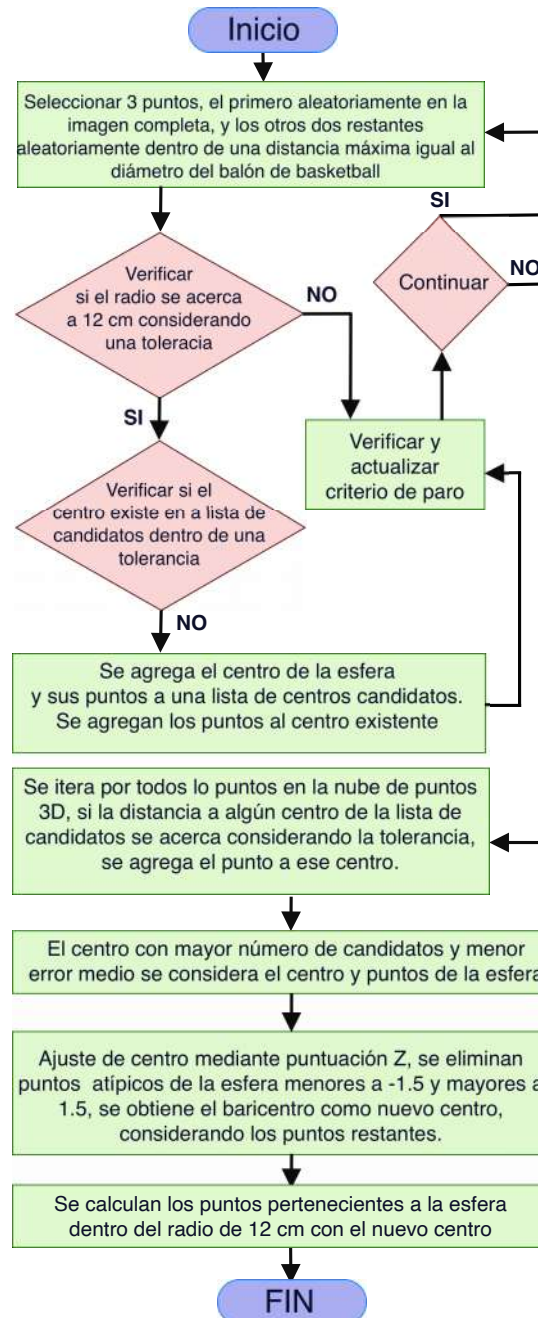 Inicio
Seleccionar 3 puntos, el primero aleatoriamente en la
imagen completa, y los otros dos restantes
aleatoriamente dentro de una distancia máxima igual al
diámetro del balón de basketball
SI
Continuar
NO
Verificar
si el radio se acerca
a 12 cm considerando
una toleracia
NO
SI
Verificar y
actualizar
criterio de paro
Verificar si el
centro existe en a lista de
candidatos dentro de una
tolerancia
NO
Se agrega el centro de la esfera
y sus puntos a una lista de centros candidatos.
Se agregan los puntos al centro existente
Se itera por todos lo puntos en la nube de puntos
3D, si la distancia a algún centro de la lista de
candidatos se acerca considerando la tolerancia,
se agrega el punto a ese centro.
El centro con mayor número de candidatos y menor
error medio se considera el centro y puntos de la esfera
Ajuste de centro mediante puntuación Z, se eliminan
puntos atípicos de la esfera menores a -1.5 y mayores a
1.5, se obtiene el baricentro como nuevo centro,
considerando los puntos restantes.
Se calculan los puntos pertenecientes a la esfera
dentro del radio de 12 cm con el nuevo centro
FIN